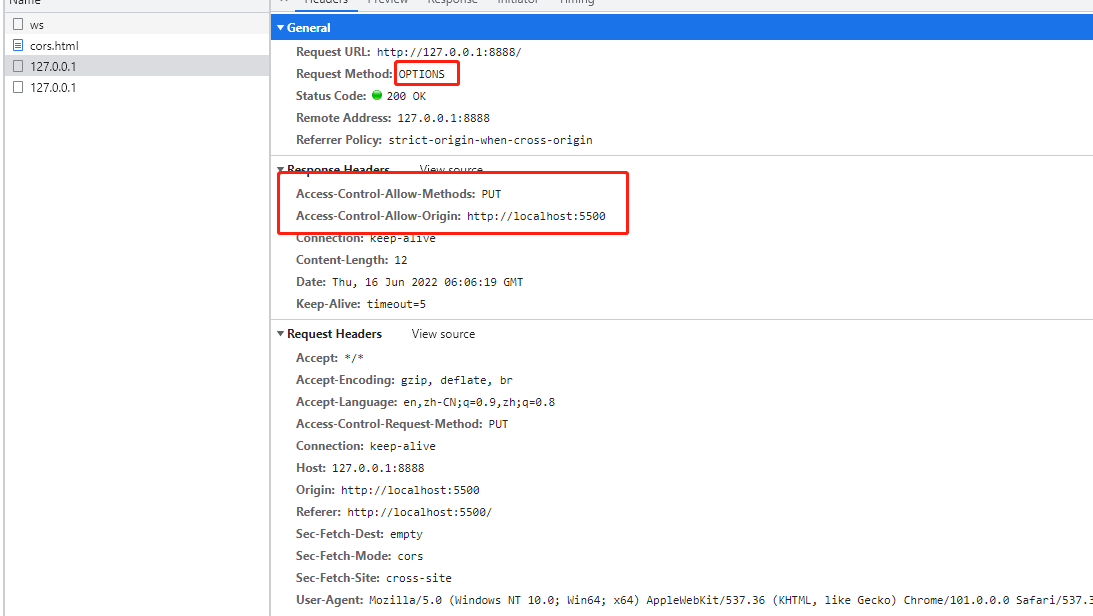 Name
Headers Preview Response Initiator Timing
ws
cors.html
127.0.0.1
127.0.0.1
General
Request URL: http://127.0.0.1:8888/
Request Method: OPTIONS
Status Code: 200 OK
Remote Address: 127.0.0.1:8888
Referrer Policy: strict-origin-when-cross-origin
Response Headers View source
Access-Control-Allow-Methods: PUT
Access-Control-Allow-Origin: http://localhost:5500
Connection: keep-alive
Content-Length: 12
Date: Thu, 16 Jun 2022 06:06:19 GMT
Keep-Alive: timeout=5
Request Headers View source
Accept: */*
Accept-Encoding: gzip, deflate, br
Accept-Language: en,zh-CN;q=0.9,zh;q=0.8
Access-Control-Request-Method: PUT
Connection: keep-alive
Host: 127.0.0.1:8888
Origin: http://localhost:5500
Referer: http://localhost:5500/
Sec-Fetch-Dest: empty
Sec-Fetch-Mode: cors
Sec-Fetch-Site: cross-site
User-Agent: Mozilla/5.0 (Windows NT 10.0; Win64; x64) AppleWebKit/537.36 (KHTML, like Gecko) Chrome/101.0.0.0 Safari/537.3